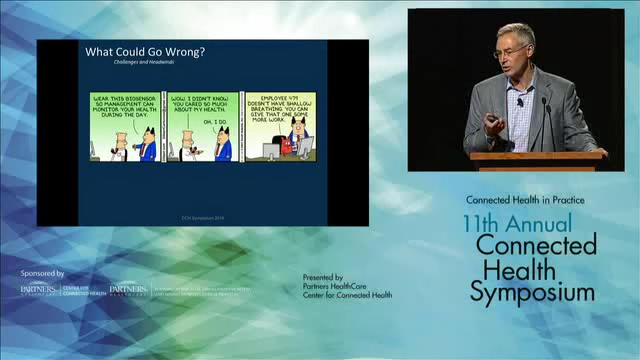 What Could Go Wrong?
Challenges and Headwinds
WEAR THIS BIOSENSOR
SO MANAGEMENT CAN
MONITOR YOUR HEALTH
DURING THE DAY.
WOW. I DIDN'T KNOW
YOU CARED SO MUCH
ABOUT MY HEALTH.
OH, I DO.
EMPLOYEE 479
DOESN'T HAVE SHALLOW
BREATHING. YOU CAN
GIVE THAT ONE SOME
MORE WORK.
CCH Symposium 2014
Connected Health in Practice
11th Annual
Connected
Health
Symposium
Sponsored by
PARTNERS
HEALTHCARE
CENTER FOR
CONNECTED HEALTH
PARTNERS
HEALTHCARE
Presented by
Partners HealthCare
Center for Connected Health